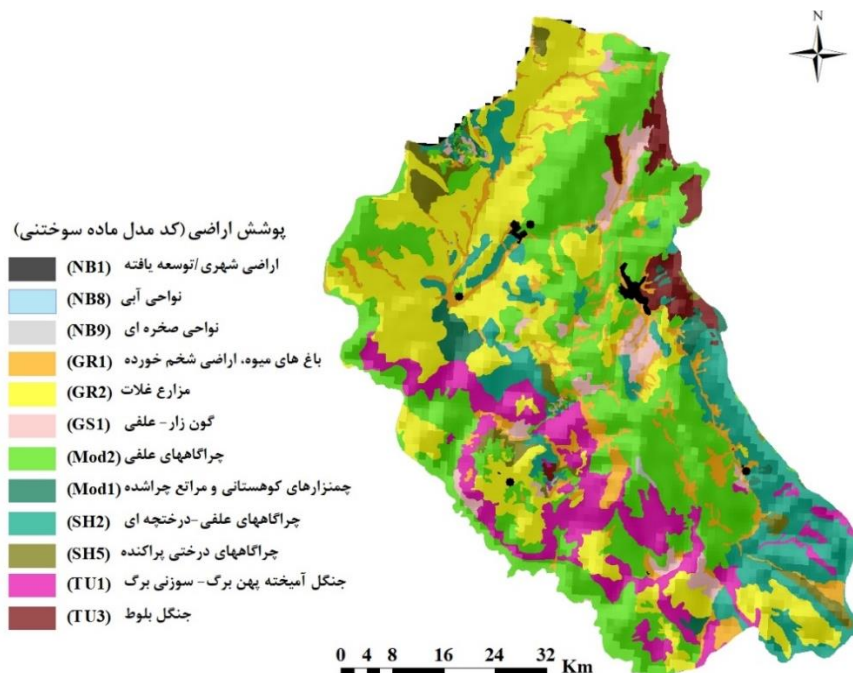 N
پوشش اراضی (کد مدل ماده سوختنی)
اراضی شهری/توسعه یافته (NB1)
نواحی آبی (NB8)
نواحی صخره ای (NB9)
باغ های میوه، اراضی شخم خورده (GR1)
مزارع غلات (GR2)
گون زار- علفی (GS1)
چراگاههای علفی (Mod2)
چمنزارهای کوهستانی و مراتع چراشده (Mod1)
چراگاههای علفی-درختچه ای (SH2)
چراگاههای درختی پراکنده (SH5)
جنگل آمیخته پهن برگ- سوزنی برگ (TU1)
جنگل بلوط (TU3)
0 2 4 6 8 16 24 32 Km